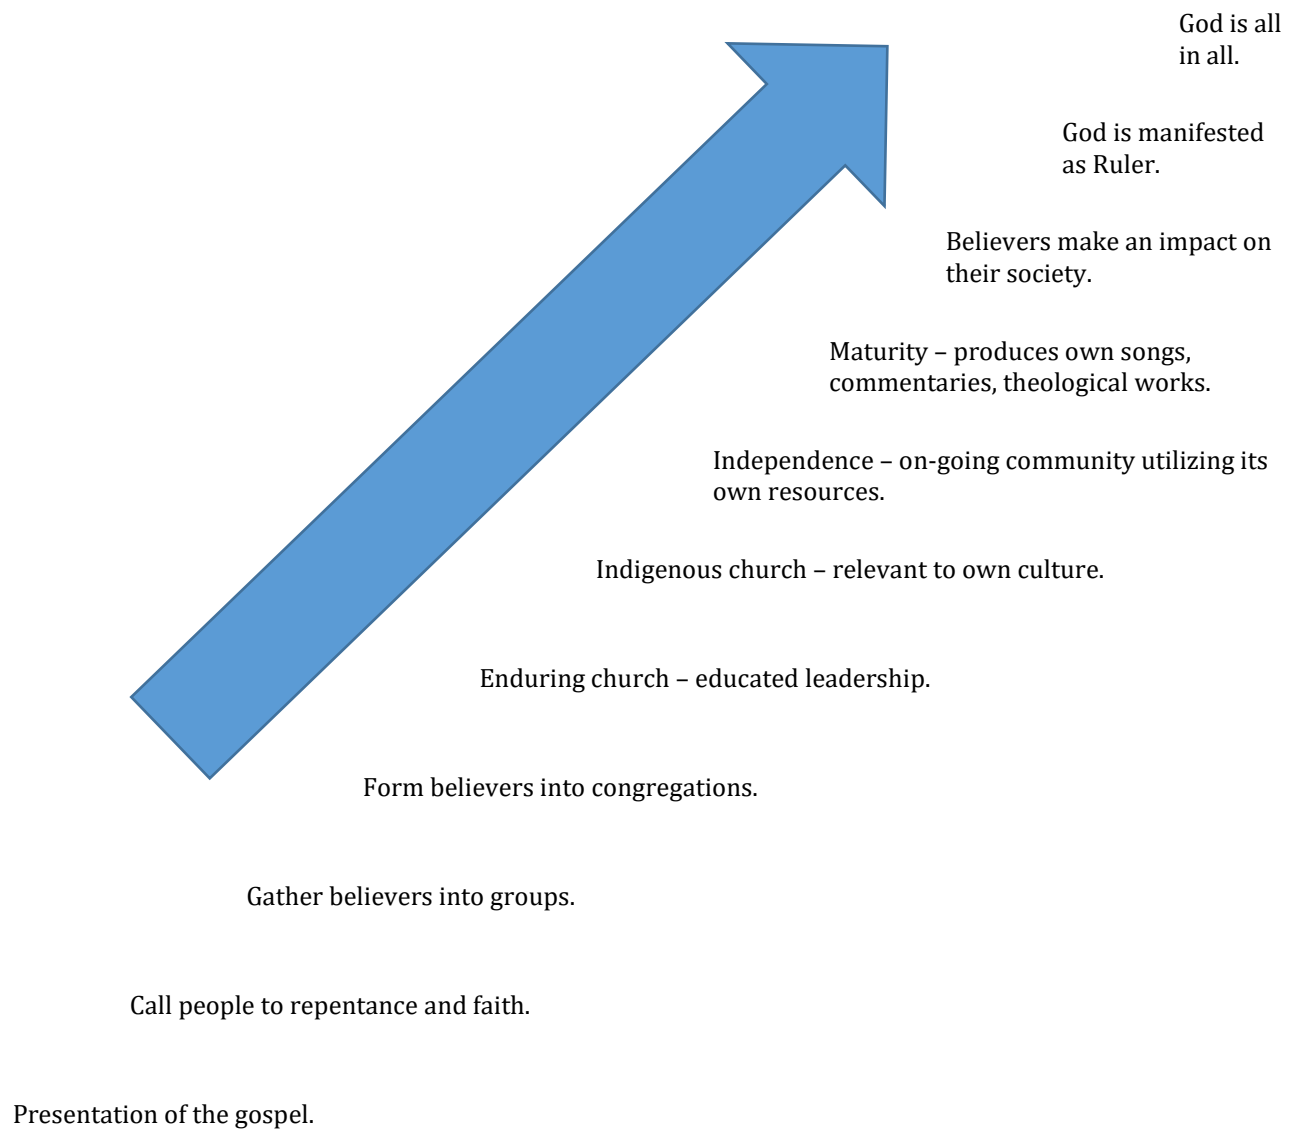 God is all
in all.
God is manifested
as Ruler.
Believers make an impact on
their society.
Maturity – produces own songs,
commentaries, theological works.
Independence – on-going community utilizing its
own resources.
Indigenous church – relevant to own culture.
Enduring church – educated leadership.
Form believers into congregations.
Gather believers into groups.
Call people to repentance and faith.
Presentation of the gospel.